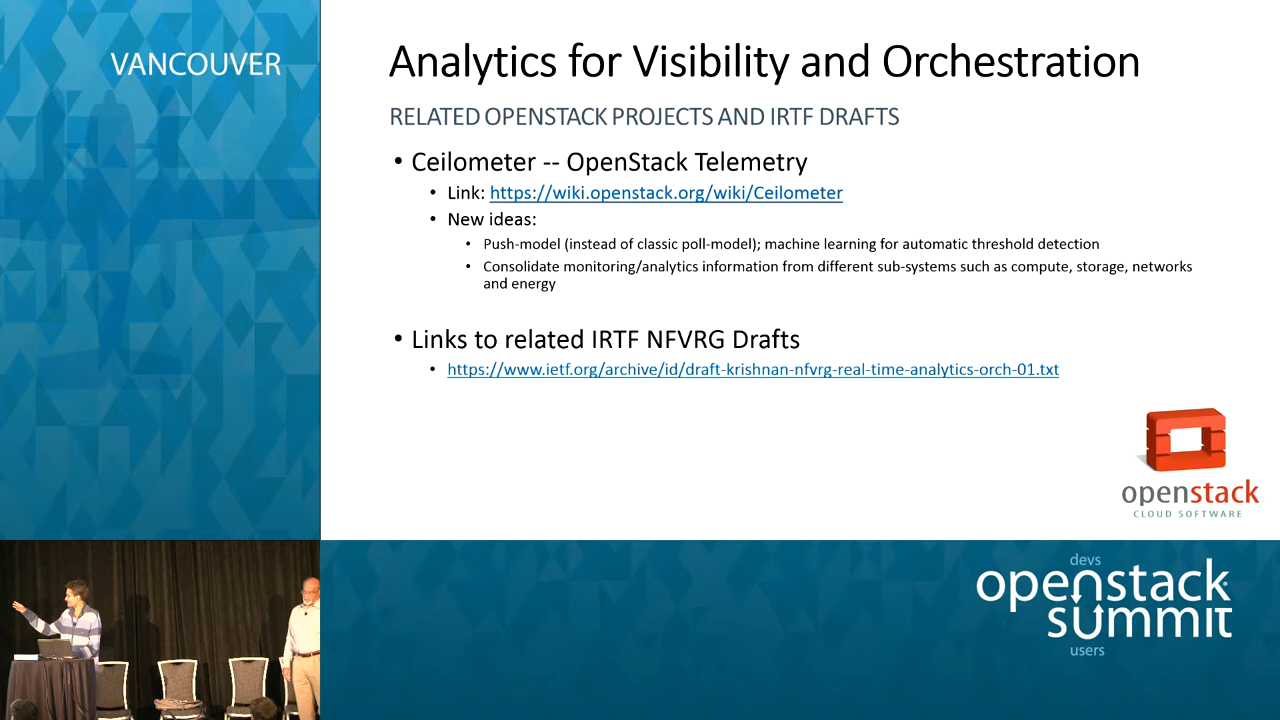 VANCOUVER
Analytics for Visibility and Orchestration
RELATED OPENSTACK PROJECTS AND IRTF DRAFTS
• Ceilometer -- OpenStack Telemetry
• Link: https://wiki.openstack.org/wiki/Ceilometer
• New ideas:
• Push-model (instead of classic poll-model); machine learning for automatic threshold detection
• Consolidate monitoring/analytics information from different sub-systems such as compute, storage, networks
and energy
• Links to related IRTF NFVRG Drafts
• https://www.ietf.org/archive/id/draft-krishnan-nfvrg-real-time-analytics-orch-01.txt
openstack
CLOUD SOFTWARE
devs
openstack
summit
users